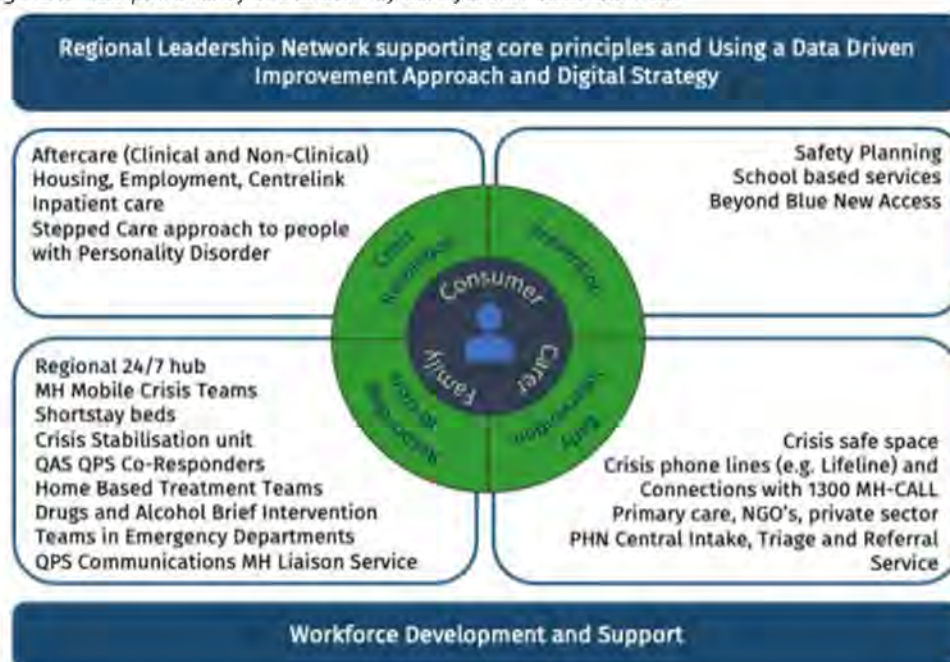 Regional Leadership Network supporting core principles and Using a Data Driven
Improvement Approach and Digital Strategy
Aftercare (Clinical and Non-Clinical)
Housing, Employment, Centrelink
Inpatient care
Stepped Care approach to people
with Personality Disorder
Safety Planning
School based services
Beyond Blue New Access
Crisis
Prevention
Consumer
Carer
Family
Early
Intervention
Regional 24/7 hub
MH Mobile Crisis Teams
Shortstay beds
Crisis Stabilisation unit
QAS QPS Co-Responders
Home Based Treatment Teams
Drugs and Alcohol Brief Intervention
Teams in Emergency Departments
QPS Communications MH Liaison Service
Crisis safe space
Crisis phone lines (e.g. Lifeline) and
Connections with 1300 MH-CALL
Primary care, NGO's, private sector
PHN Central Intake, Triage and Referral
Service
Workforce Development and Support